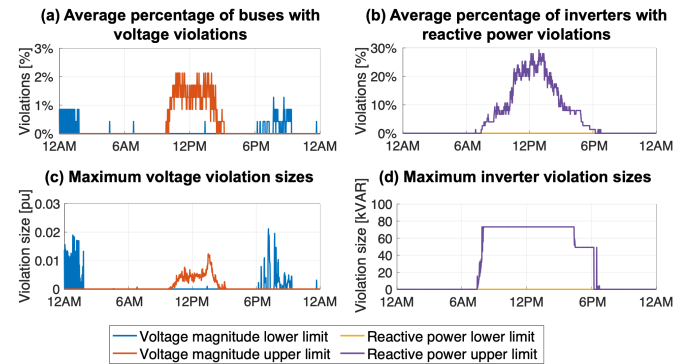 (a) Average percentage of buses with
voltage violations
(b) Average percentage of inverters with
reactive power violations
Violations [%]
3%
2%
1%
0%
12AM 6AM 12PM 6PM 12AM
Violations [%]
30%
20%
10%
0%
12AM 6AM 12PM 6PM 12AM
(c) Maximum voltage violation sizes
(d) Maximum inverter violation sizes
Violation size [pu]
0.03
0.02
0.01
0
12AM 6AM 12PM 6PM 12AM
Violation size [kVAR]
100
80
60
40
20
0
12AM 6AM 12PM 6PM 12AM
Voltage magnitude lower limit
Voltage magnitude upper limit
Reactive power lower limit
Reactive power upper limit